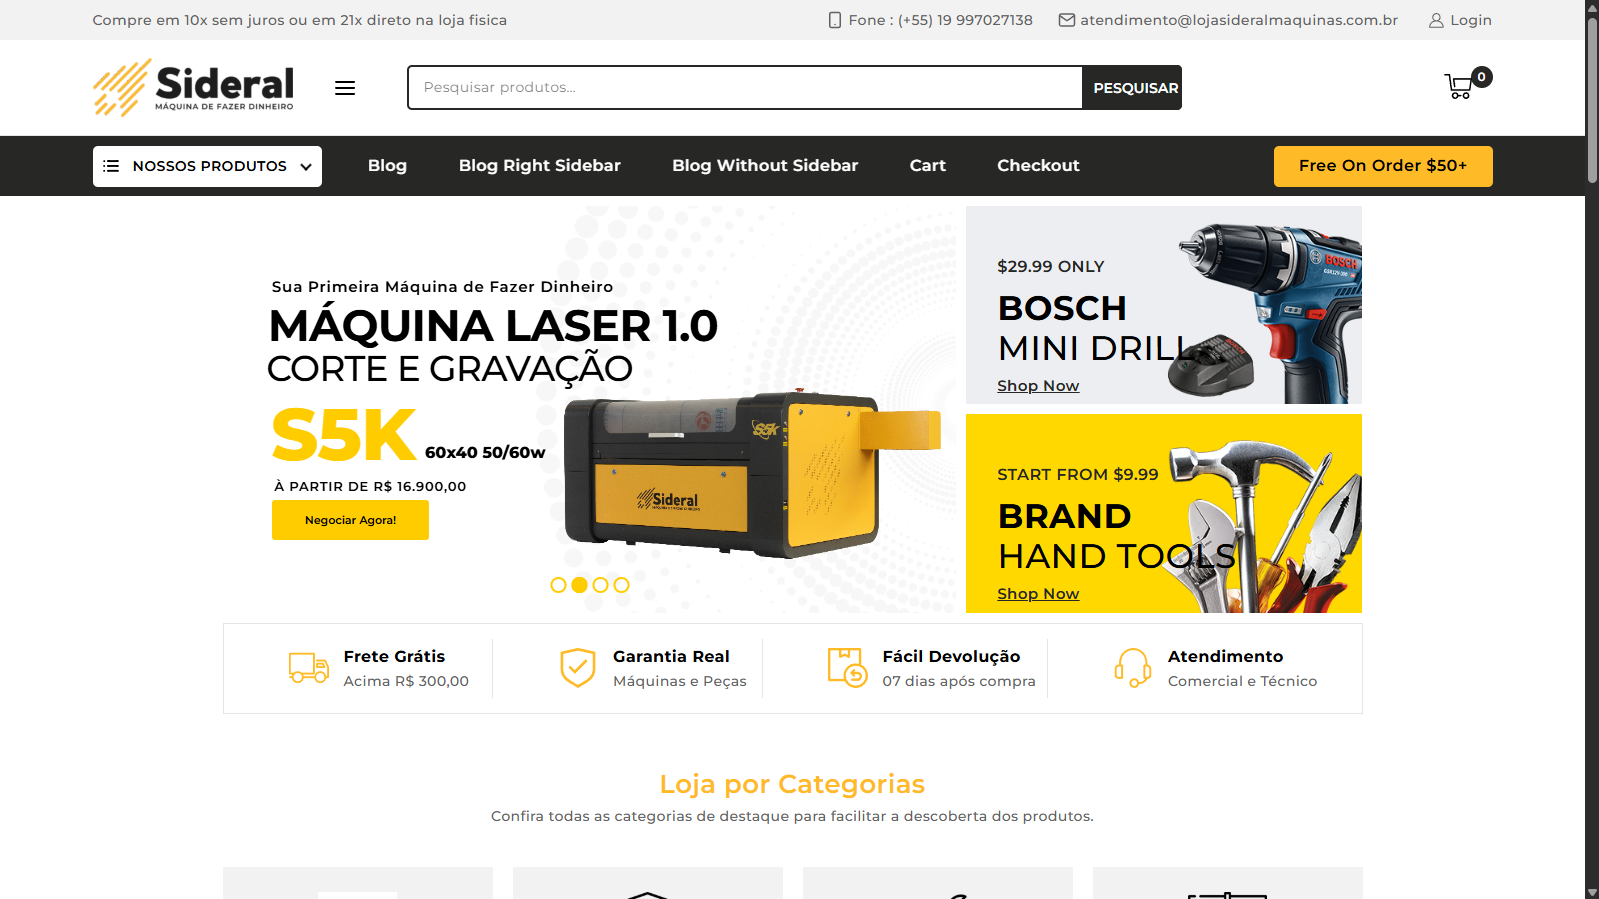 Compre em 10x sem juros ou em 21x direto na loja fisica
Fone : (+55) 19 997027138
atendimento@lojasideralmaquinas.com.br
Login
Sideral
MÁQUINA DE FAZER DINHEIRO
Pesquisar produtos...
PESQUISAR
0
NOSSOS PRODUTOS
Blog
Blog Right Sidebar
Blog Without Sidebar
Cart
Checkout
Free On Order $50+
Sua Primeira Máquina de Fazer Dinheiro
MÁQUINA LASER 1.0
CORTE E GRAVAÇÃO
S5K 60x40 50/60w
À PARTIR DE R$ 16.900,00
Negociar Agora!
S5K
Sideral
$29.99 ONLY
BOSCH
MINI DRILL
Shop Now
BOSCH
START FROM $9.99
BRAND
HAND TOOLS
Shop Now
Frete Grátis
Acima R$ 300,00
Garantia Real
Máquinas e Peças
Fácil Devolução
07 dias após compra
Atendimento
Comercial e Técnico
Loja por Categorias
Confira todas as categorias de destaque para facilitar a descoberta dos produtos.